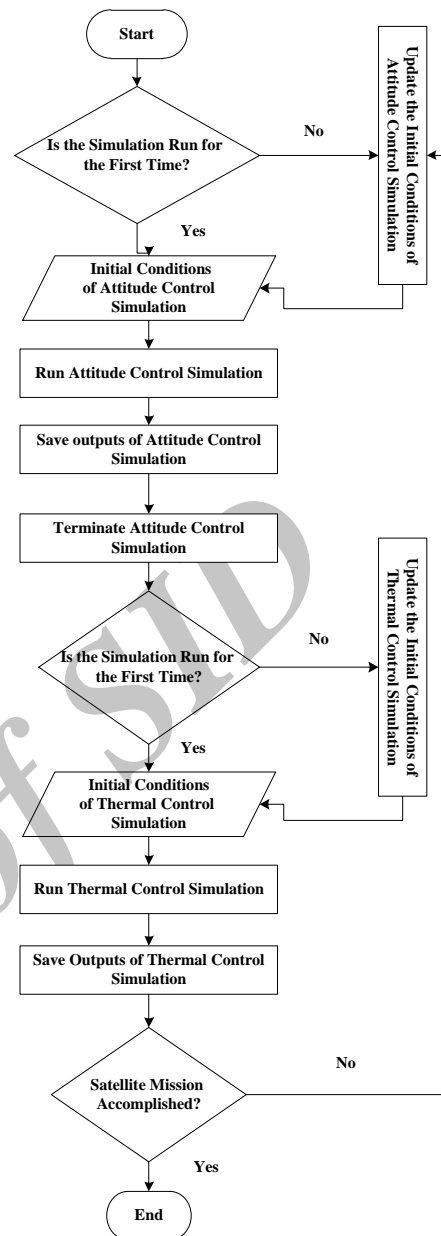 Start
Is the Simulation Run for
the First Time?
No
Update the Initial Conditions of
Attitude Control Simulation
Yes
Initial Conditions
of Attitude Control
Simulation
Run Attitude Control Simulation
Save outputs of Attitude Control
Simulation
Terminate Attitude Control
Simulation
Is the Simulation Run for
the First Time?
No
Update the Initial Conditions of
Thermal Control Simulation
Yes
Initial Conditions
of Thermal Control
Simulation
Run Thermal Control Simulation
Save Outputs of Thermal Control
Simulation
Satellite Mission
Accomplished?
No
Yes
End
of SID